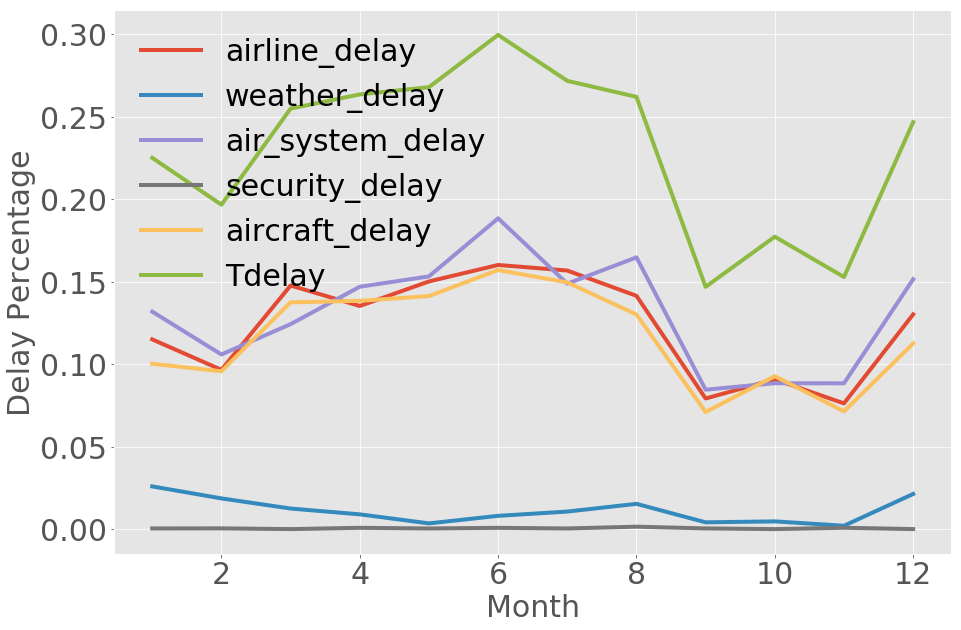 0.30
0.25
0.20
0.15
0.10
0.05
0.00
Delay Percentage
airline_delay
weather_delay
air_system_delay
security_delay
aircraft_delay
Tdelay
2 4 6 8 10 12
Month